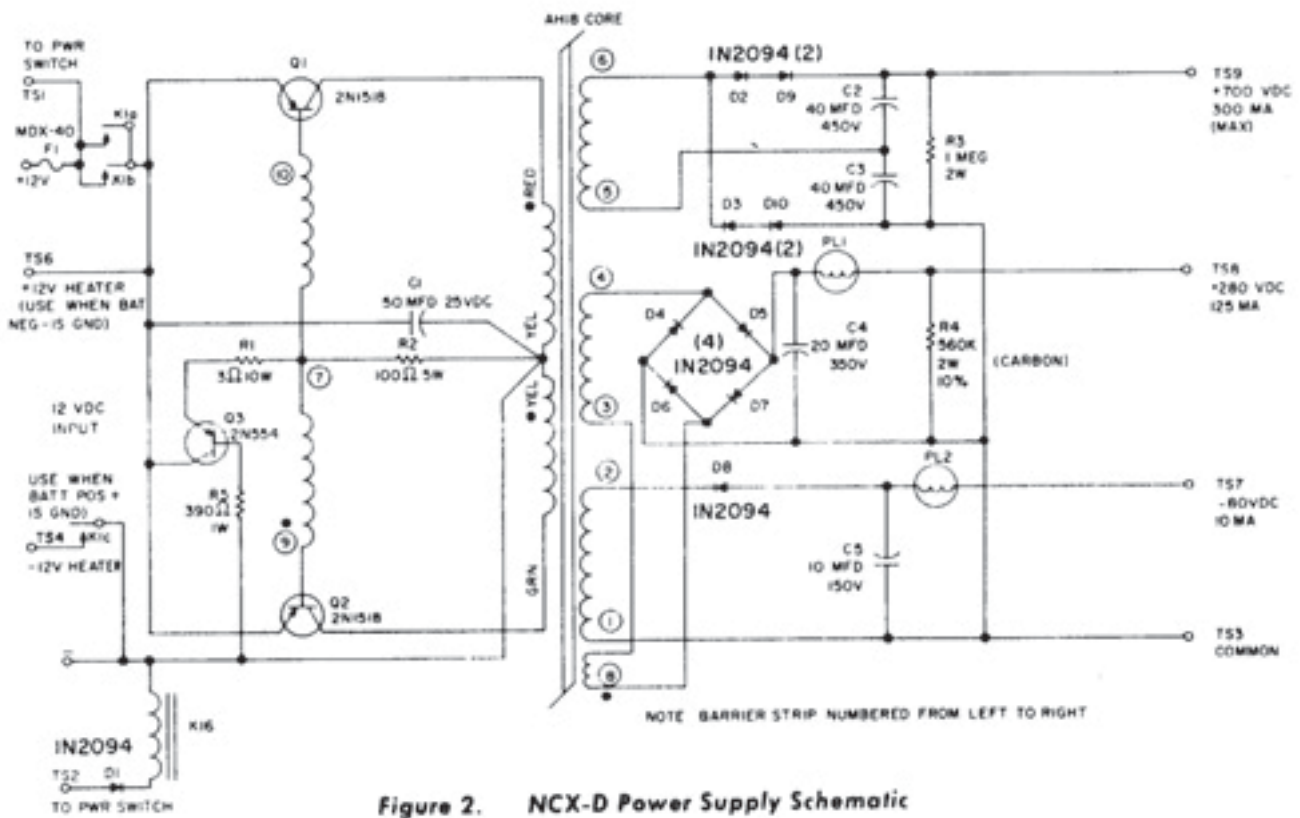 AH18 CORE
TO PWR
SWITCH
TS1
MDX-40
F1
+12V
K1a
K1b
Q1
2N1518
TS6
+12V HEATER
(USE WHEN BAT
NEG-IS GND)
10
RED
C1
50 MFD 25VDC
YEL
R1
3Ω 10W
7
R2
100Ω 5W
YEL
12 VDC
INPUT
Q3
2N554
USE WHEN
BATT POS +
IS GND)
R5
390Ω
1W
TS4
K1c
-12V HEATER
9
GRN
Q2
2N1518
K16
1N2094
TS2
D1
TO PWR SWITCH
6
1N2094(2)
D2
D9
C2
40 MFD
450V
TS9
+700 VDC
300 MA
(MAX)
5
C3
40 MFD
450V
R3
1 MEG
2W
D3
D10
1N2094(2)
PL1
TS8
+280 VDC
125 MA
4
D4
D5
(4)
1N2094
C4
20 MFD
350V
R4
560K
2W
10%
(CARBON)
3
D6
D7
2
D8
1N2094
PL2
TS7
-80VDC
10 MA
C5
10 MFD
150V
1
TS3
COMMON
8
NOTE BARRIER STRIP NUMBERED FROM LEFT TO RIGHT
Figure 2. NCX-D Power Supply Schematic